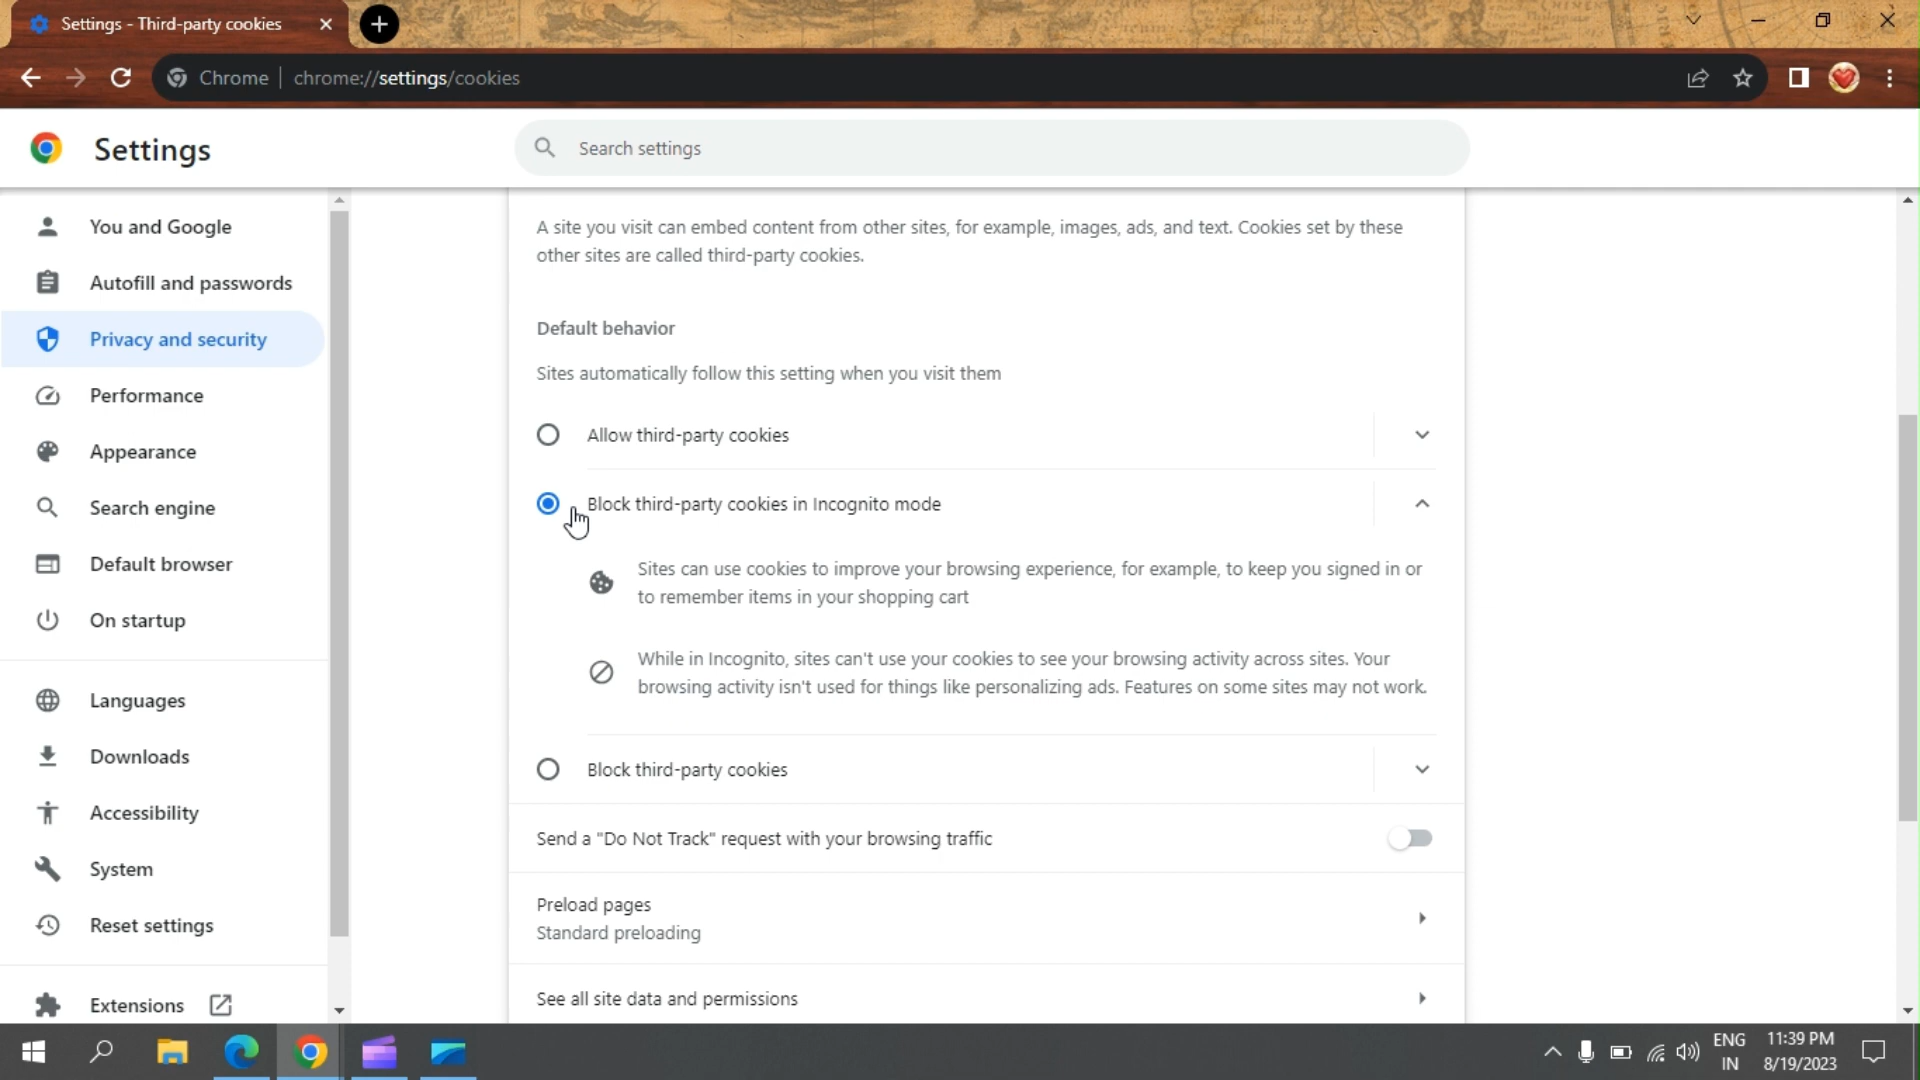 Settings - Third-party cookies
Chrome
chrome://settings/cookies
Settings
Search settings
You and Google
Autofill and passwords
Privacy and security
Performance
Appearance
Search engine
Default browser
On startup
Languages
Downloads
Accessibility
System
Reset settings
Extensions
A site you visit can embed content from other sites, for example, images, ads, and text. Cookies set by these
other sites are called third-party cookies.
Default behavior
Sites automatically follow this setting when you visit them
Allow third-party cookies
Block third-party cookies in Incognito mode
Sites can use cookies to improve your browsing experience, for example, to keep you signed in or
to remember items in your shopping cart
While in Incognito, sites can't use your cookies to see your browsing activity across sites. Your
browsing activity isn't used for things like personalizing ads. Features on some sites may not work.
Block third-party cookies
Send a "Do Not Track" request with your browsing traffic
Preload pages
Standard preloading
See all site data and permissions
ENG
IN
11:39 PM
8/19/2023